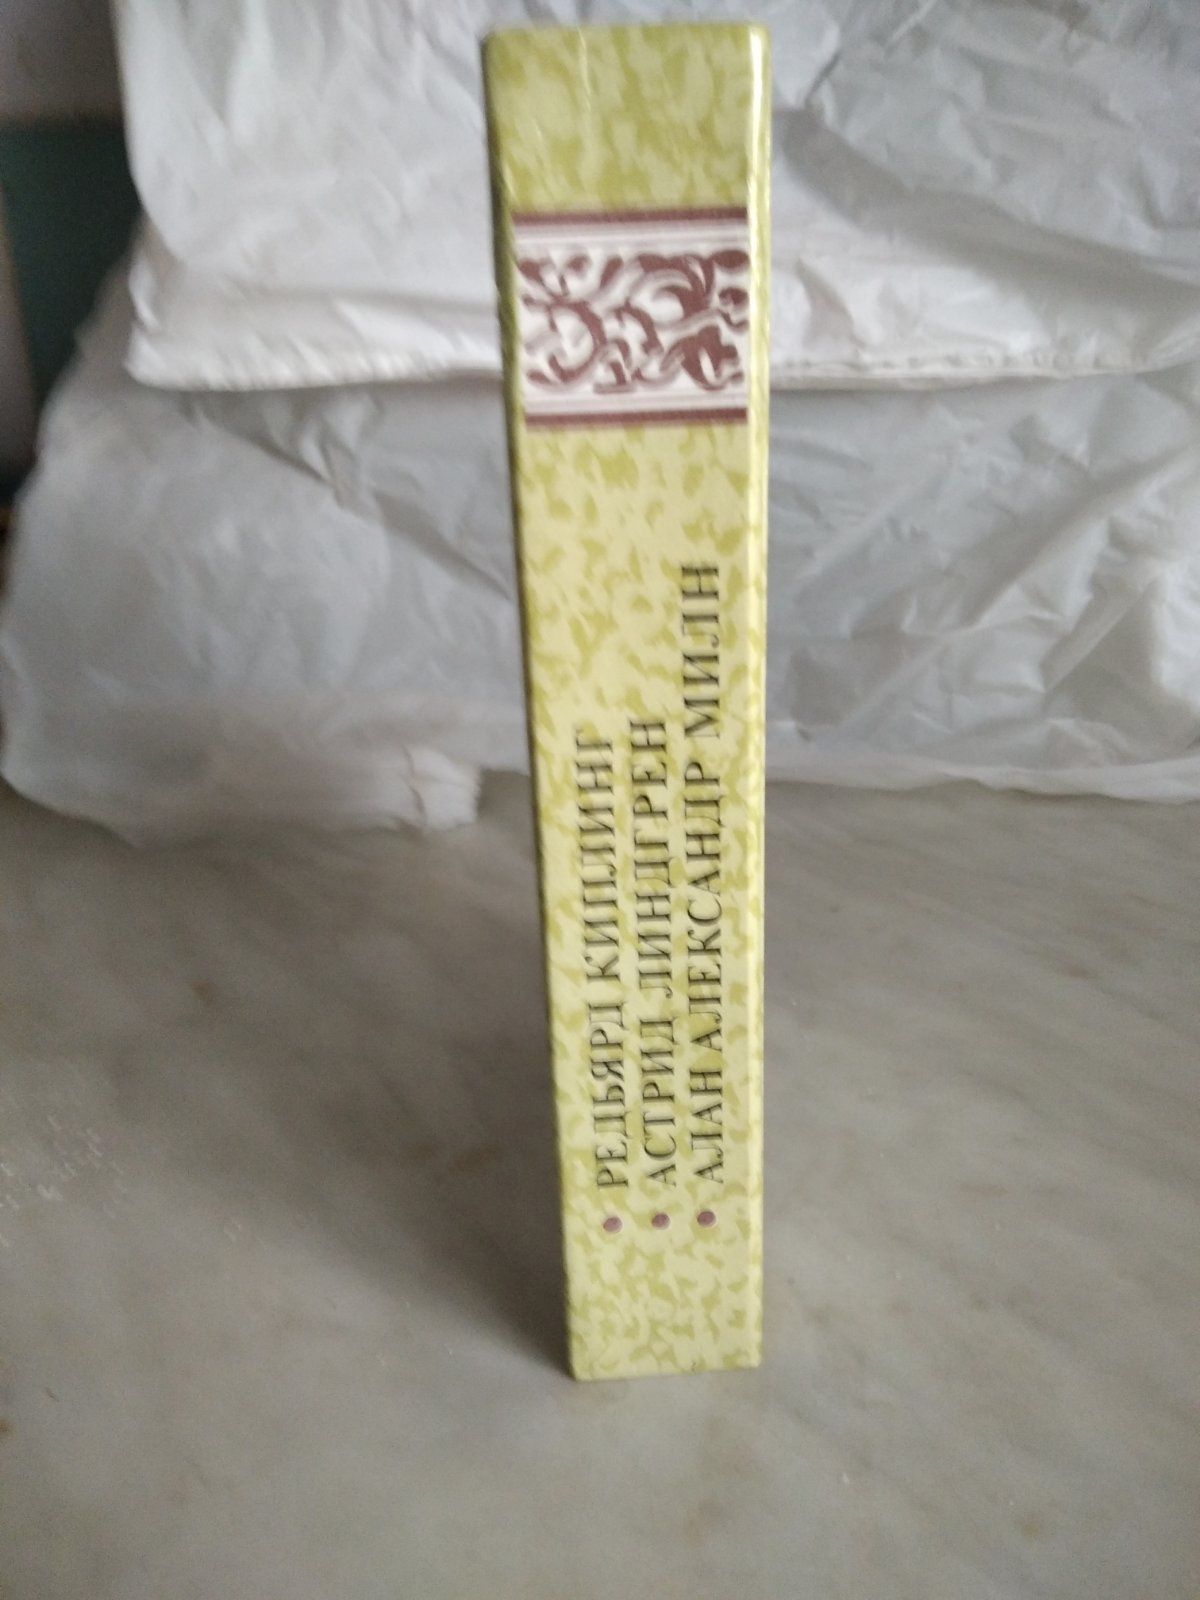 • РЕДЬЯРД КИПЛИНГ
• АСТРИД ЛИНДГРЕН
• АЛАН АЛЕКСАНДР МИЛН